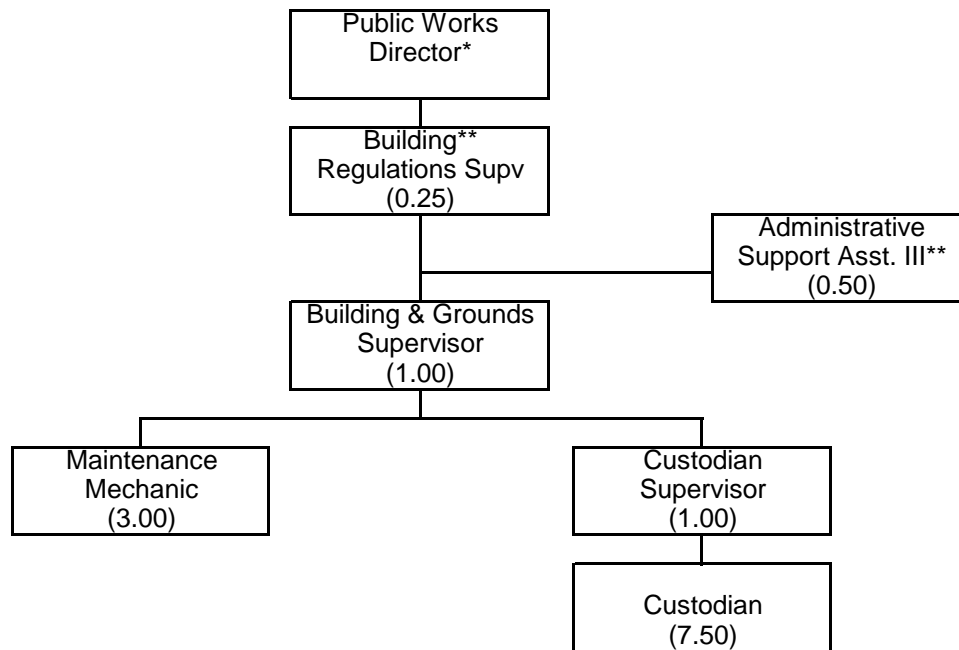 Public Works
Director*
Building**
Regulations Supv
(0.25)
Administrative
Support Asst. III**
(0.50)
Building & Grounds
Supervisor
(1.00)
Maintenance
Mechanic
(3.00)
Custodian
Supervisor
(1.00)
Custodian
(7.50)